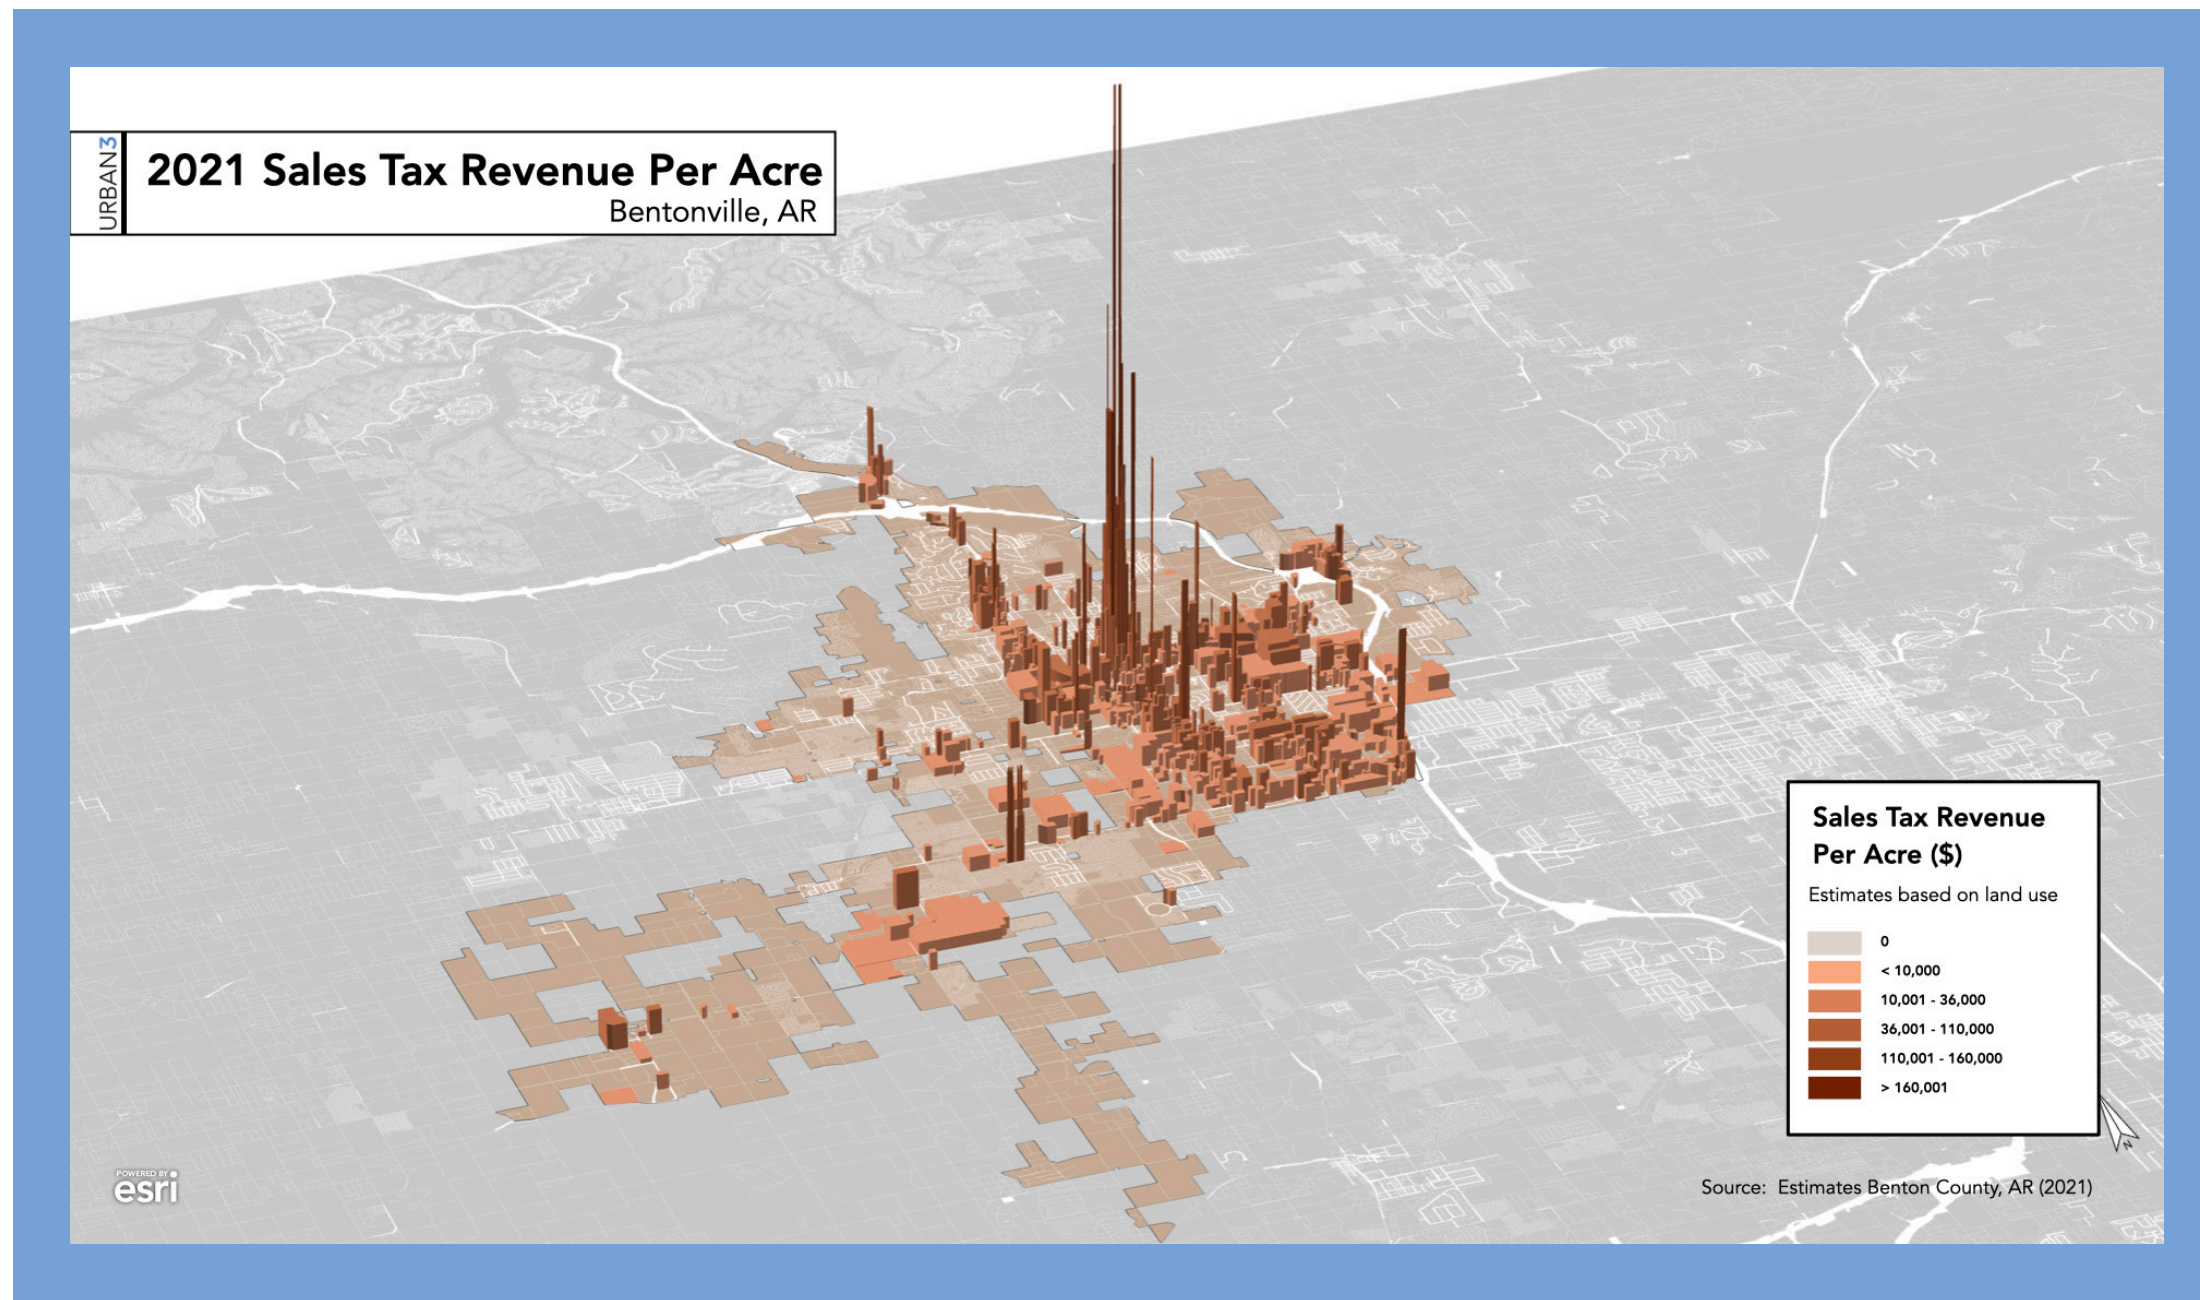 URBAN3
2021 Sales Tax Revenue Per Acre
Bentonville, AR
Sales Tax Revenue
Per Acre ($)
Estimates based on land use
0
< 10,000
10,001 - 36,000
36,001 - 110,000
110,001 - 160,000
> 160,001
N
POWERED BY
esri
Source: Estimates Benton County, AR (2021)